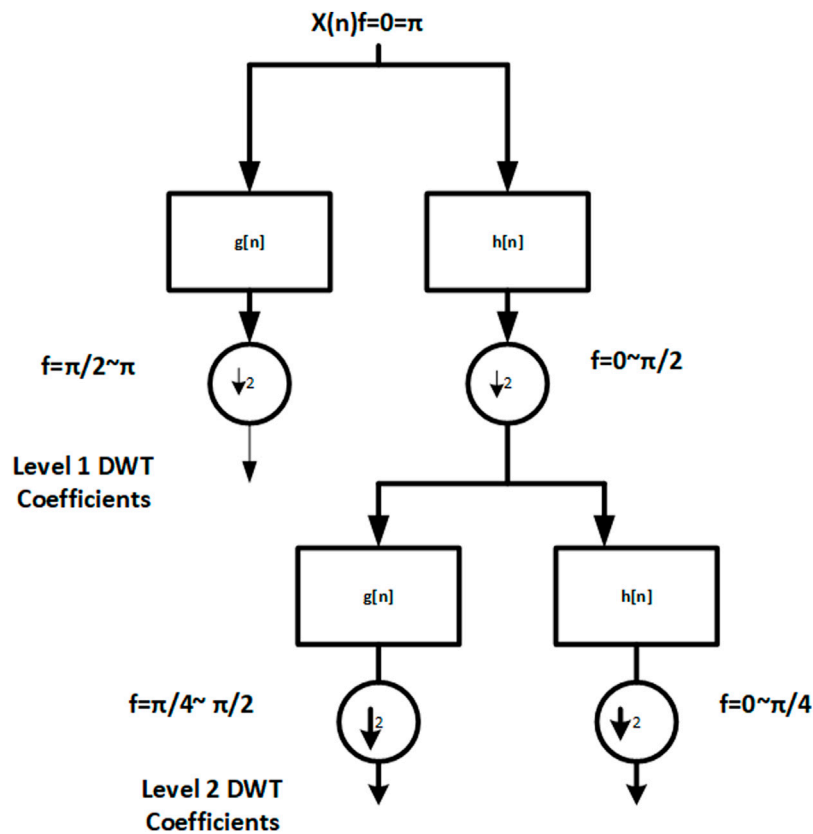 X(n)f=0=π
g[n]
h[n]
f=π/2~π
↓2
↓2
f=0~π/2
Level 1 DWT
Coefficients
g[n]
h[n]
f=π/4~ π/2
↓2
↓2
f=0~π/4
Level 2 DWT
Coefficients